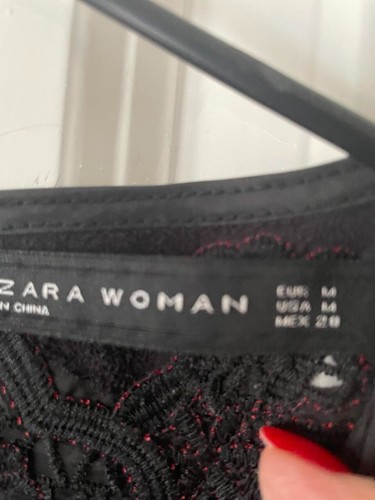 ZARA WOMAN
N CHINA
EUR M
USA M
MEX 28